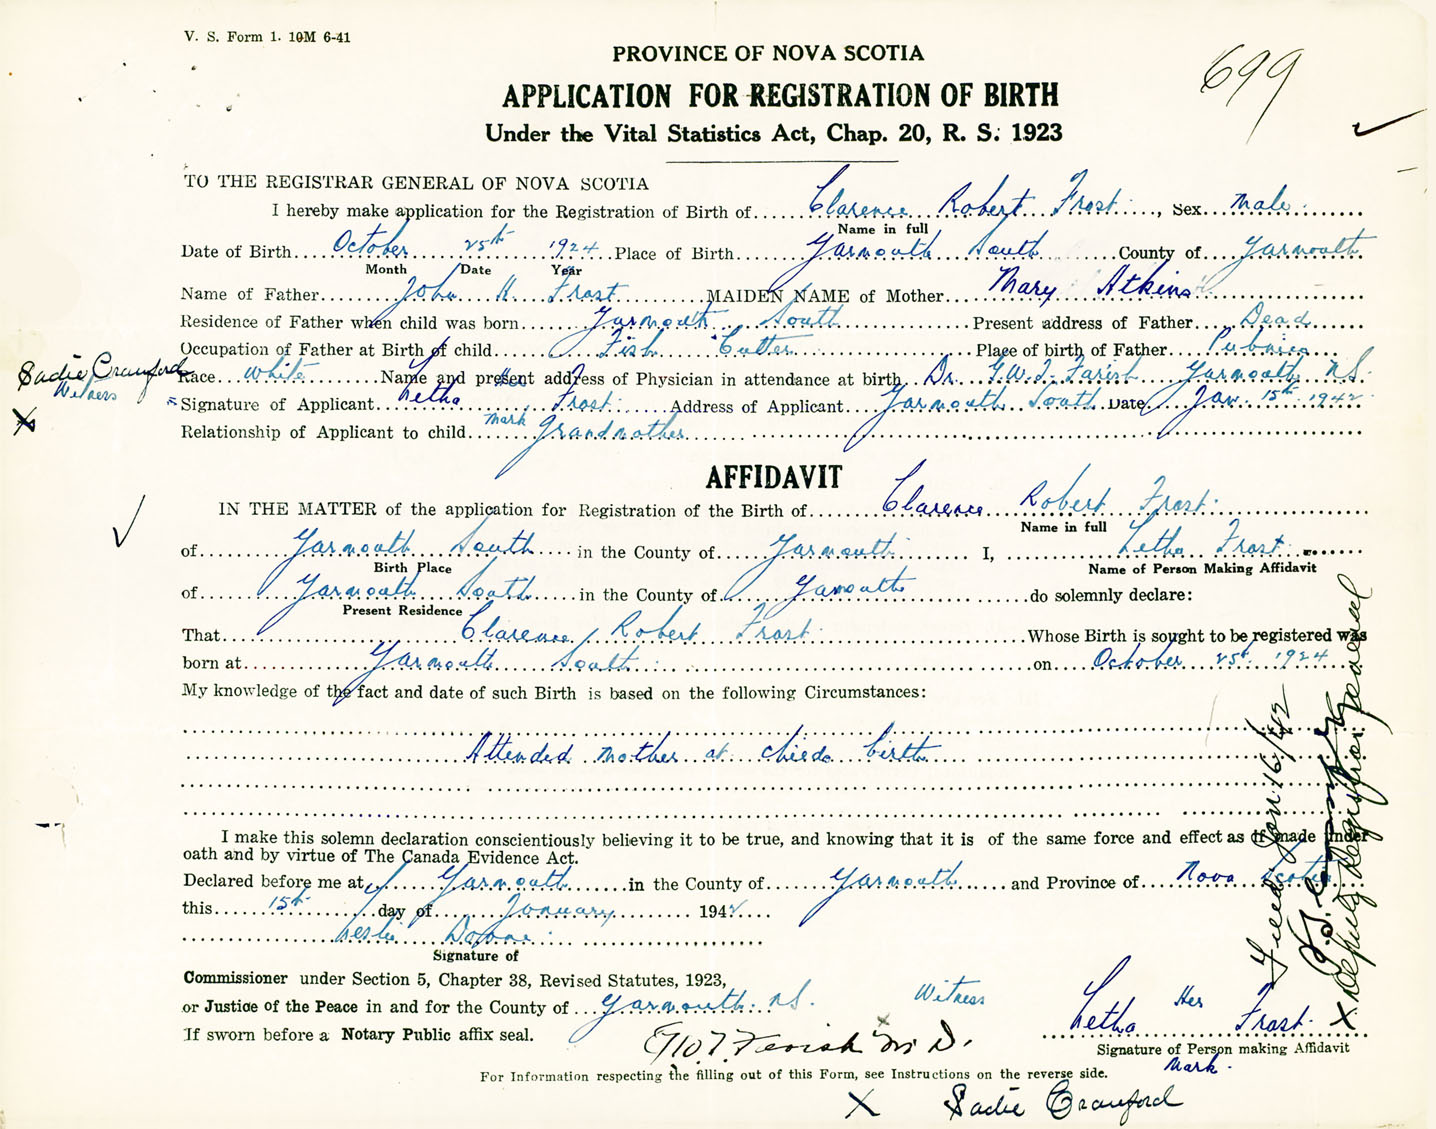 V. S. Form 1. 10M 6-41
PROVINCE OF NOVA SCOTIA
699
APPLICATION FOR REGISTRATION OF BIRTH
Under the Vital Statistics Act, Chap. 20, R. S. 1923
TO THE REGISTRAR GENERAL OF NOVA SCOTIA
I hereby make application for the Registration of Birth of Clarence Robert Frost, Sex Male
Name in full
Date of Birth October 25th 1924 Place of Birth Yarmouth South County of Yarmouth
Month Date Year
Name of Father John H. Frost MAIDEN NAME of Mother Mary Atkins
Residence of Father when child was born Yarmouth South Present address of Father Dead
Occupation of Father at Birth of child Fish Cutter Place of birth of Father Pubnico
Sadie Crawford
Witness
X
Race White Name and present address of Physician in attendance at birth Dr. G.W.T. Farish Yarmouth N.S.
Her
Signature of Applicant Letha Frost Address of Applicant Yarmouth South Date Jan. 15th 1942
Mark
Relationship of Applicant to child Grandmother
AFFIDAVIT
IN THE MATTER of the application for Registration of the Birth of Clarence Robert Frost
Name in full
of Yarmouth South in the County of Yarmouth I, Letha Frost
Birth Place Name of Person Making Affidavit
of Yarmouth South in the County of Yamouth do solemnly declare:
Present Residence
That Clarence Robert Frost Whose Birth is sought to be registered was
born at Yarmouth South on October 25th 1924
My knowledge of the fact and date of such Birth is based on the following Circumstances:
Attended mother at childs birth
I make this solemn declaration conscientiously believing it to be true, and knowing that it is of the same force and effect as if made under
oath and by virtue of The Canada Evidence Act.
Declared before me at Yarmouth in the County of Yarmouth and Province of Nova Scotia
this 15th day of January 1942
Leslie Doane
Signature of
Commissioner under Section 5, Chapter 38, Revised Statutes, 1923,
or Justice of the Peace in and for the County of Yarmouth. N.S. Witness
If sworn before a Notary Public affix seal.
G.W.T. Farish M.D.
Letha Her Frost
Signature of Person making Affidavit
Mark.
For Information respecting the filling out of this Form, see Instructions on the reverse side.
X Sadie Crawford
Filed Jan 16/42
X Deputy Registrar General